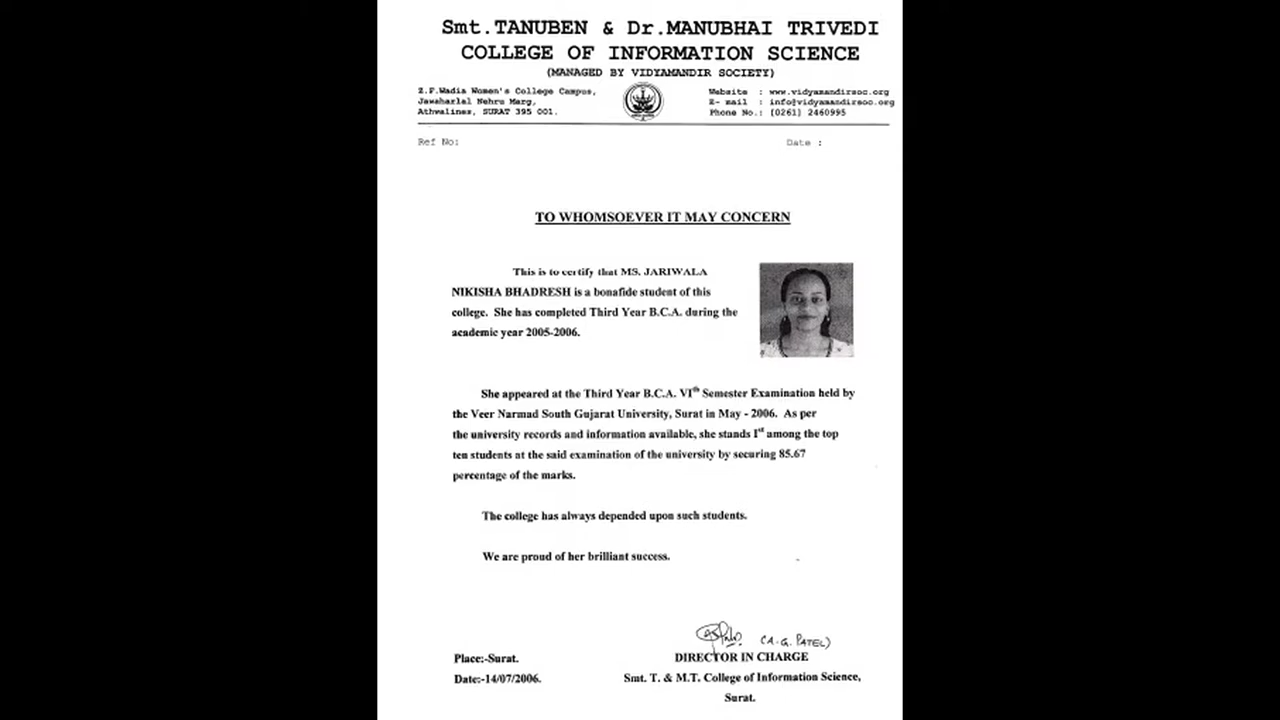 Smt.TANUBEN & Dr.MANUBHAI TRIVEDI
COLLEGE OF INFORMATION SCIENCE
(MANAGED BY VIDYAMANDIR SOCIETY)
Z.F.Wadia Women's College Campus,
Jawaharlal Nehru Marg,
Athwalines, SURAT 395 001.
Website : www.vidyamandirsoc.org
E- mail : info@vidyamandirsoc.org
Phone No.: (0261) 2460995
Ref No: Date :
TO WHOMSOEVER IT MAY CONCERN
This is to certify that MS. JARIWALA
NIKISHA BHADRESH is a bonafide student of this
college. She has completed Third Year B.C.A. during the
academic year 2005-2006.
She appeared at the Third Year B.C.A. VIth Semester Examination held by
the Veer Narmad South Gujarat University, Surat in May - 2006. As per
the university records and information available, she stands Ist among the top
ten students at the said examination of the university by securing 85.67
percentage of the marks.
The college has always depended upon such students.
We are proud of her brilliant success.
(A.G. PATEL)
Place:-Surat. DIRECTOR IN CHARGE
Date:-14/07/2006. Smt. T. & M.T. College of Information Science,
Surat.